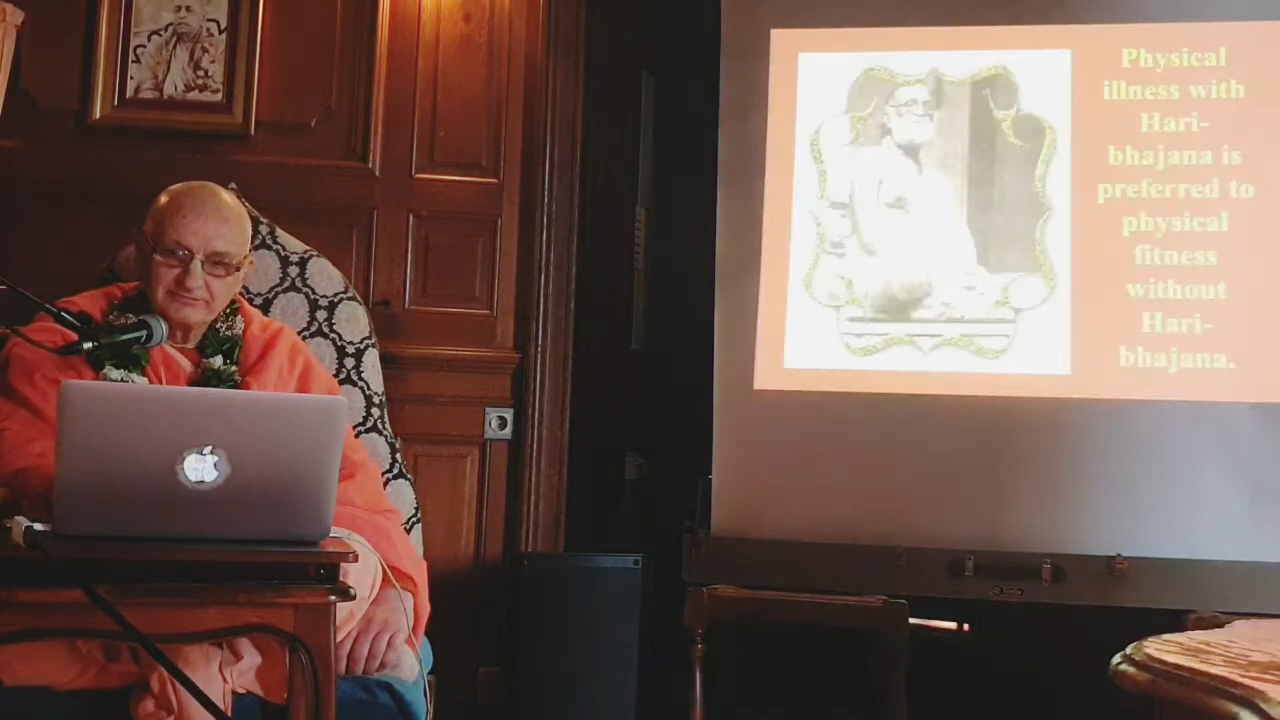 Physical
illness with
Hari-
bhajana is
preferred to
physical
fitness
without
Hari-
bhajana.